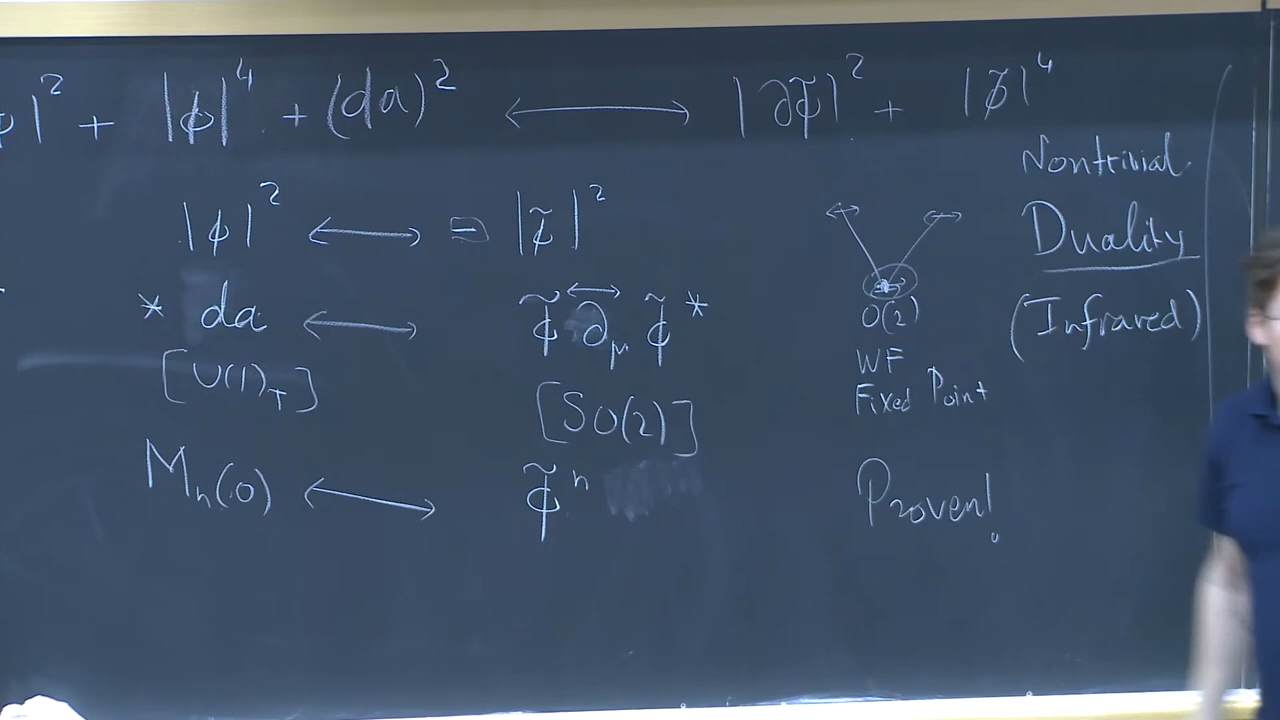 ϕ|² + |ϕ|⁴ + (da)² ⟷ |∂ϕ̃|² + |ϕ̃|⁴
Nontrivial
|ϕ|² ⟷ = |ϕ̃|²
Duality
* da ⟷ ϕ̃ ∂⃡_μ ϕ̃*
O(2)
(Infrared)
[U(1)_T]
[SO(2)]
WF
Fixed Point
M_n(0) ⟷ ϕ̃ⁿ
Proven!